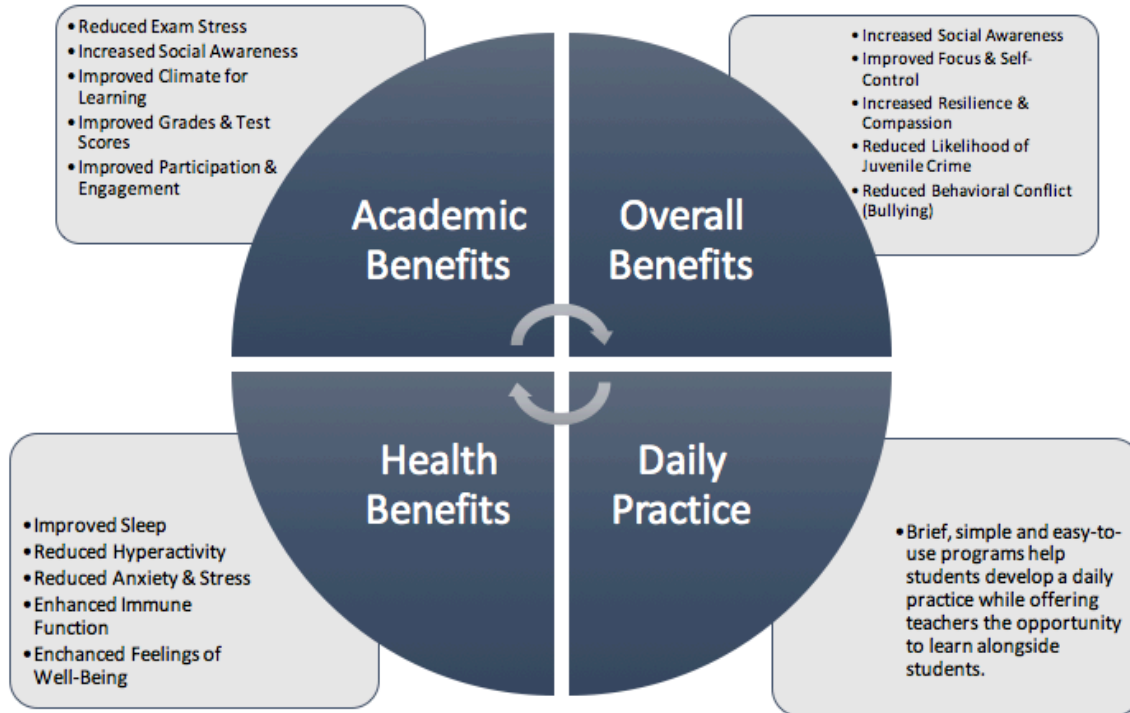 • Reduced Exam Stress
• Increased Social Awareness
• Improved Climate for
Learning
• Improved Grades & Test
Scores
• Improved Participation &
Engagement
Academic
Benefits
• Increased Social Awareness
• Improved Focus & Self-
Control
• Increased Resilience &
Compassion
• Reduced Likelihood of
Juvenile Crime
• Reduced Behavioral Conflict
(Bullying)
Overall
Benefits
• Improved Sleep
• Reduced Hyperactivity
• Reduced Anxiety & Stress
• Enhanced Immune
Function
• Enchanced Feelings of
Well-Being
Health
Benefits
Daily
Practice
• Brief, simple and easy-to-
use programs help
students develop a daily
practice while offering
teachers the opportunity
to learn alongside
students.